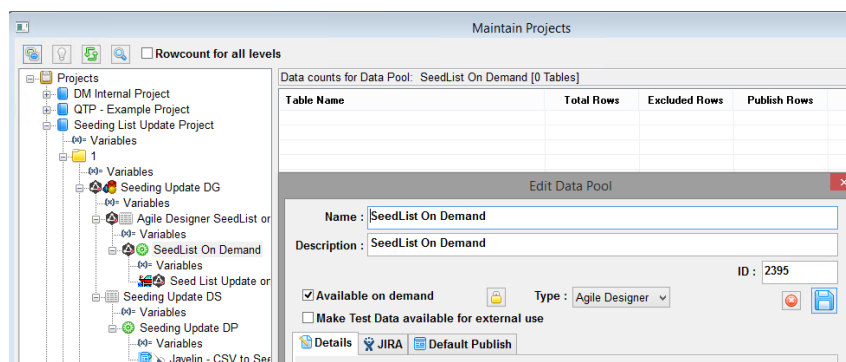 Maintain Projects
Rowcount for all levels
Projects
DM Internal Project
QTP - Example Project
Seeding List Update Project
(x)= Variables
1
(x)= Variables
Seeding Update DG
(x)= Variables
Agile Designer SeedList or
(x)= Variables
SeedList On Demand
(x)= Variables
Seed List Update or
Seeding Update DS
(x)= Variables
Seeding Update DP
(x)= Variables
Javelin - CSV to See
Data counts for Data Pool: SeedList On Demand [0 Tables]
Table Name Total Rows Excluded Rows Publish Rows
Edit Data Pool
Name : SeedList On Demand
Description : SeedList On Demand
ID : 2395
Available on demand Type : Agile Designer
Make Test Data available for external use
Details JIRA Default Publish